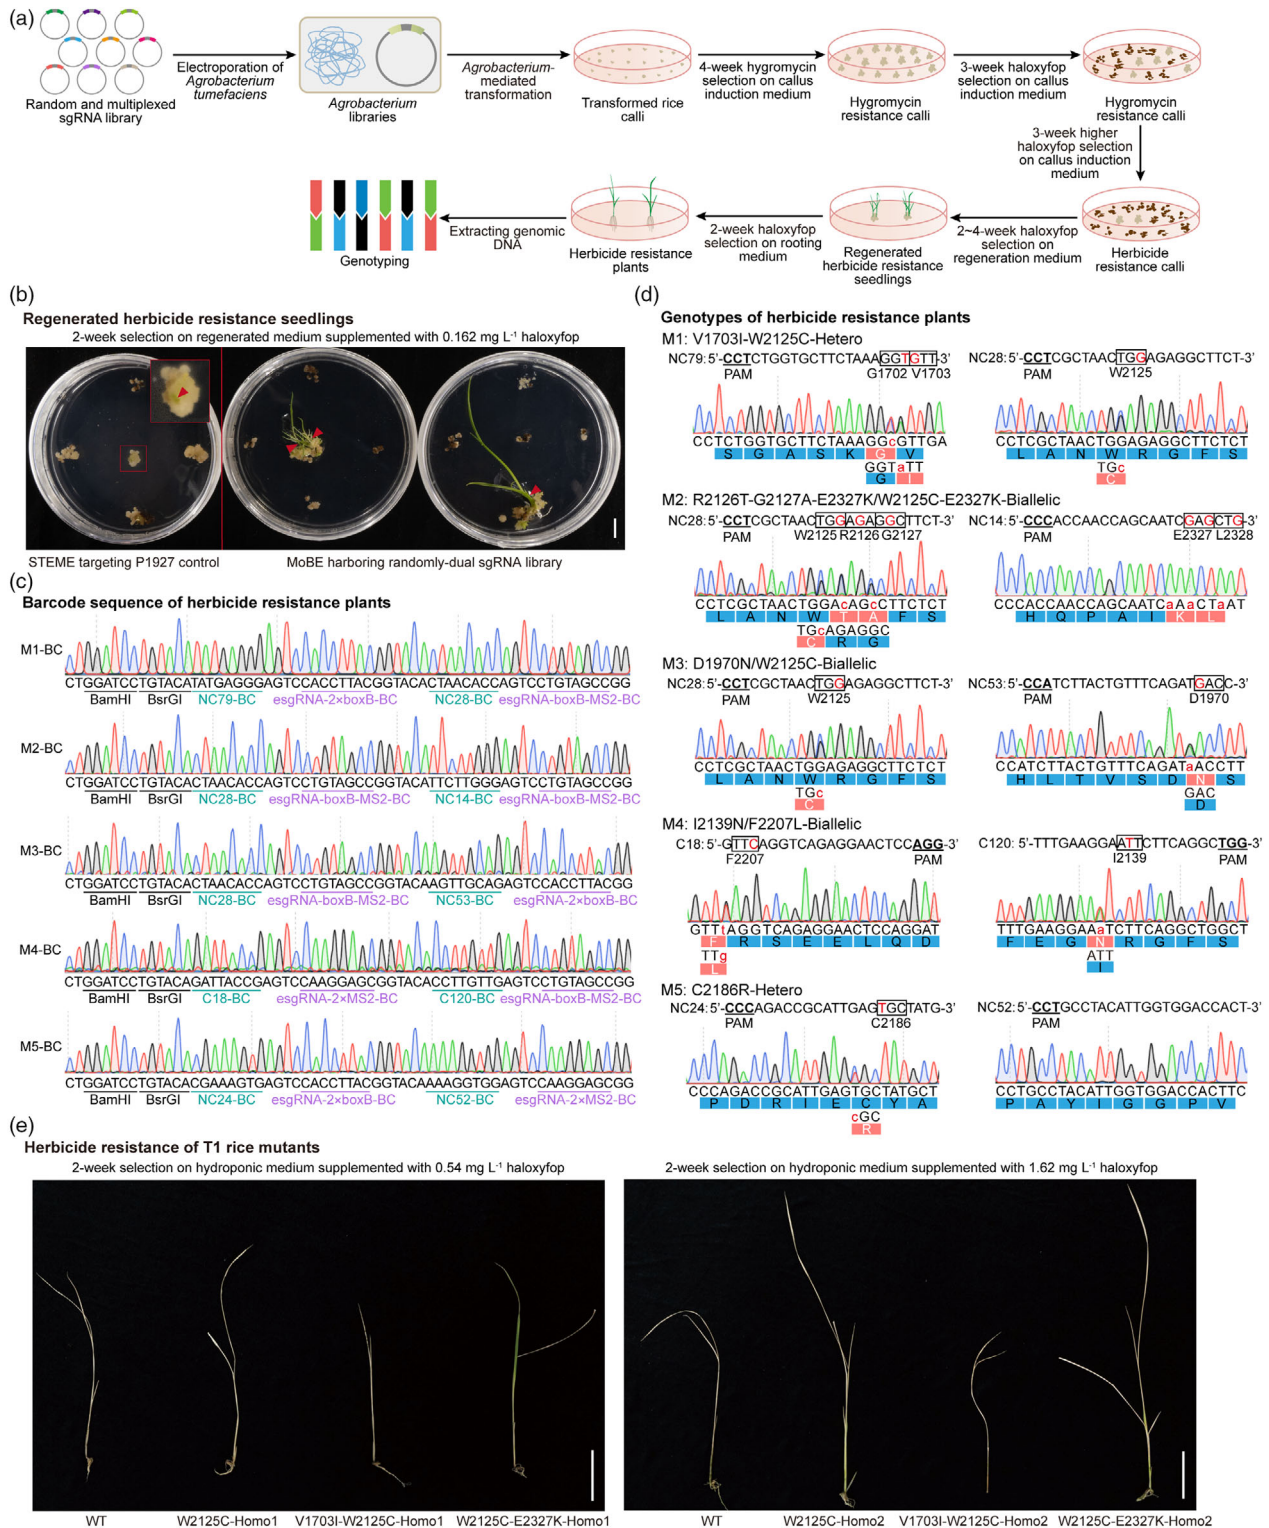 (a)
Random and multiplexed
sgRNA library
Electroporation of
Agrobacterium
tumefaciens
Agrobacterium
libraries
Agrobacterium-
mediated
transformation
Transformed rice
calli
4-week hygromycin
selection on callus
induction medium
Hygromycin
resistance calli
3-week haloxyfop
selection on callus
induction medium
Hygromycin
resistance calli
3-week higher
haloxyfop selection
on callus induction
medium
Herbicide
resistance calli
2~4-week haloxyfop
selection on
regeneration medium
Regenerated
herbicide resistance
seedlings
2-week haloxyfop
selection on rooting
medium
Herbicide resistance
plants
Extracting genomic
DNA
Genotyping
(b)
Regenerated herbicide resistance seedlings
2-week selection on regenerated medium supplemented with 0.162 mg L-1 haloxyfop
STEME targeting P1927 control
MoBE harboring randomly-dual sgRNA library
(c)
Barcode sequence of herbicide resistance plants
M1-BC
CTGGATCCTGTACATATGAGGGAGTCCACCTTACGGTACACTAACACCAGTCCTGTAGCCGG
BamHI BsrGI NC79-BC esgRNA-2×boxB-BC NC28-BC esgRNA-boxB-MS2-BC
M2-BC
CTGGATCCTGTACACTAACACCAGTCCTGTAGCCGGTACATTCTTGGGAGTCCTGTAGCCGG
BamHI BsrGI NC28-BC esgRNA-boxB-MS2-BC NC14-BC esgRNA-boxB-MS2-BC
M3-BC
CTGGATCCTGTACACTAACACCAGTCCTGTAGCCGGTACAAGTTGCAGAGTCCACCTTACGG
BamHI BsrGI NC28-BC esgRNA-boxB-MS2-BC NC53-BC esgRNA-2×boxB-BC
M4-BC
CTGGATCCTGTACAGATTACCGAGTCCAAGGAGCGGTACACCTTGTTGAGTCCTGTAGCCGG
BamHI BsrGI C18-BC esgRNA-2×MS2-BC C120-BC esgRNA-boxB-MS2-BC
M5-BC
CTGGATCCTGTACACGAAAGTGAGTCCACCTTACGGTACAAAAGGTGGAGTCCAAGGAGCGG
BamHI BsrGI NC24-BC esgRNA-2×boxB-BC NC52-BC esgRNA-2×MS2-BC
(d)
Genotypes of herbicide resistance plants
M1: V1703I-W2125C-Hetero
NC79:5'-CCTCTGGTGCTTCTAAAGGTGTT-3'
PAM G1702 V1703
CCTCTGGTGCTTCTAAAGGcGTTGA
S G A S K G V
GGTaTT
G I
NC28:5'-CCTCGCTAACTGGAGAGGCTTCT-3'
PAM W2125
CCTCGCTAACTGGAGAGGCTTCTCT
L A N W R G F S
TGc
C
M2: R2126T-G2127A-E2327K/W2125C-E2327K-Biallelic
NC28:5'-CCTCGCTAACTGGAGAGGCTTCT-3'
PAM W2125 R2126 G2127
CCTCGCTAACTGGAcAGcCTTCTCT
L A N W T A F S
TGcAGAGGC
C R G
NC14:5'-CCCACCAACCAGCAATCGAGCTG-3'
PAM E2327 L2328
CCCACCAACCAGCAATCaAaCTaAT
H Q P A I K L
M3: D1970N/W2125C-Biallelic
NC28:5'-CCTCGCTAACTGGAGAGGCTTCT-3'
PAM W2125
CCTCGCTAACTGGAGAGGCTTCTCT
L A N W R G F S
TGc
C
NC53:5'-CCATCTTACTGTTTCAGATGACC-3'
PAM D1970
CCATCTTACTGTTTCAGATaACCTT
H L T V S D N S
GAC
D
M4: I2139N/F2207L-Biallelic
C18:5'-GTTCAGGTCAGAGGAACTCCAGG-3'
F2207 PAM
GTTtAGGTCAGAGGAACTCCAGGAT
F R S E E L Q D
TTg
L
C120: 5'-TTTGAAGGAATTCTTCAGGCTGG-3'
I2139 PAM
TTTGAAGGAAaTCTTCAGGCTGGCT
F E G N R G F S
ATT
I
M5: C2186R-Hetero
NC24:5'-CCCAGACCGCATTGAGTGCTATG-3'
PAM C2186
CCCAGACCGCATTGAGTGCTATGCT
P D R I E C Y A
cGC
R
NC52:5'-CCTGCCTACATTGGTGGACCACT-3'
PAM
CCTGCCTACATTGGTGGACCACTTC
P A Y I G G P V
(e)
Herbicide resistance of T1 rice mutants
2-week selection on hydroponic medium supplemented with 0.54 mg L-1 haloxyfop
2-week selection on hydroponic medium supplemented with 1.62 mg L-1 haloxyfop
WT W2125C-Homo1 V1703I-W2125C-Homo1 W2125C-E2327K-Homo1
WT W2125C-Homo2 V1703I-W2125C-Homo2 W2125C-E2327K-Homo2